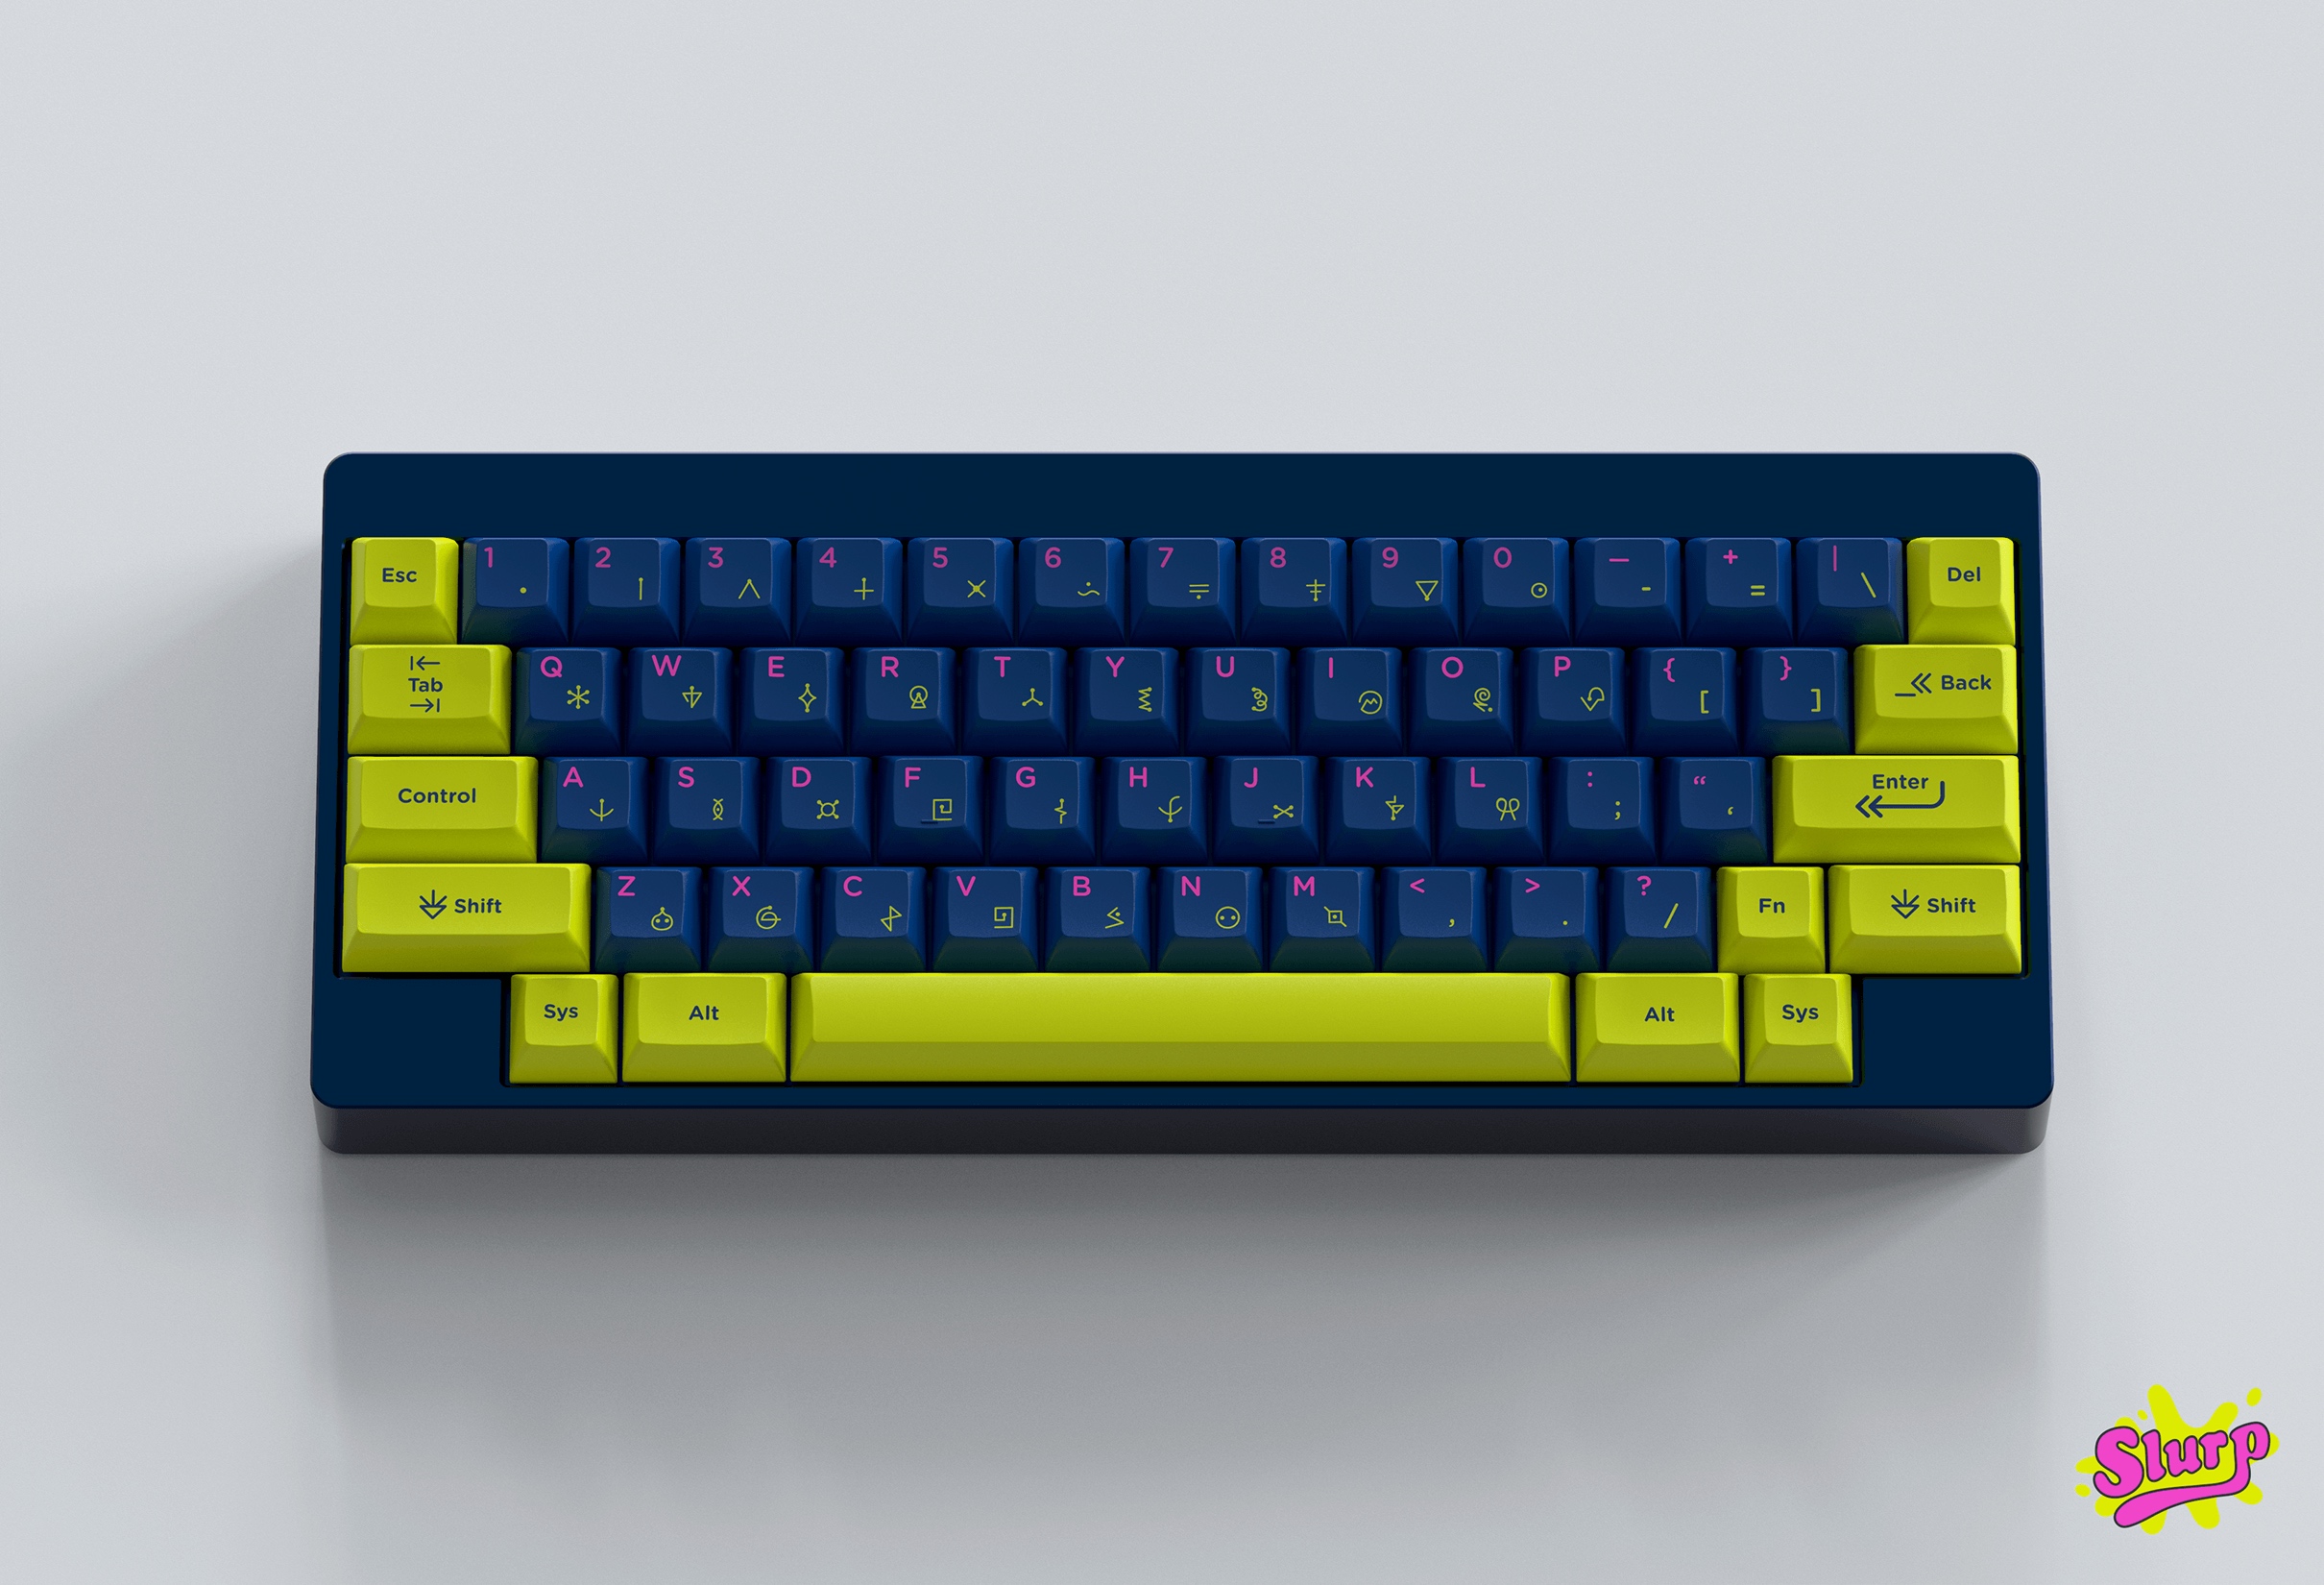 Esc 1 2 3 4 5 6 7 8 9 0 — - + = | \ Del
Tab Q W E R T Y U I O P { [ } ] Back
Control A S D F G H J K L : ; “ ‘ Enter
Shift Z X C V B N M < , > . ? / Fn Shift
Sys Alt Alt Sys
Slurp